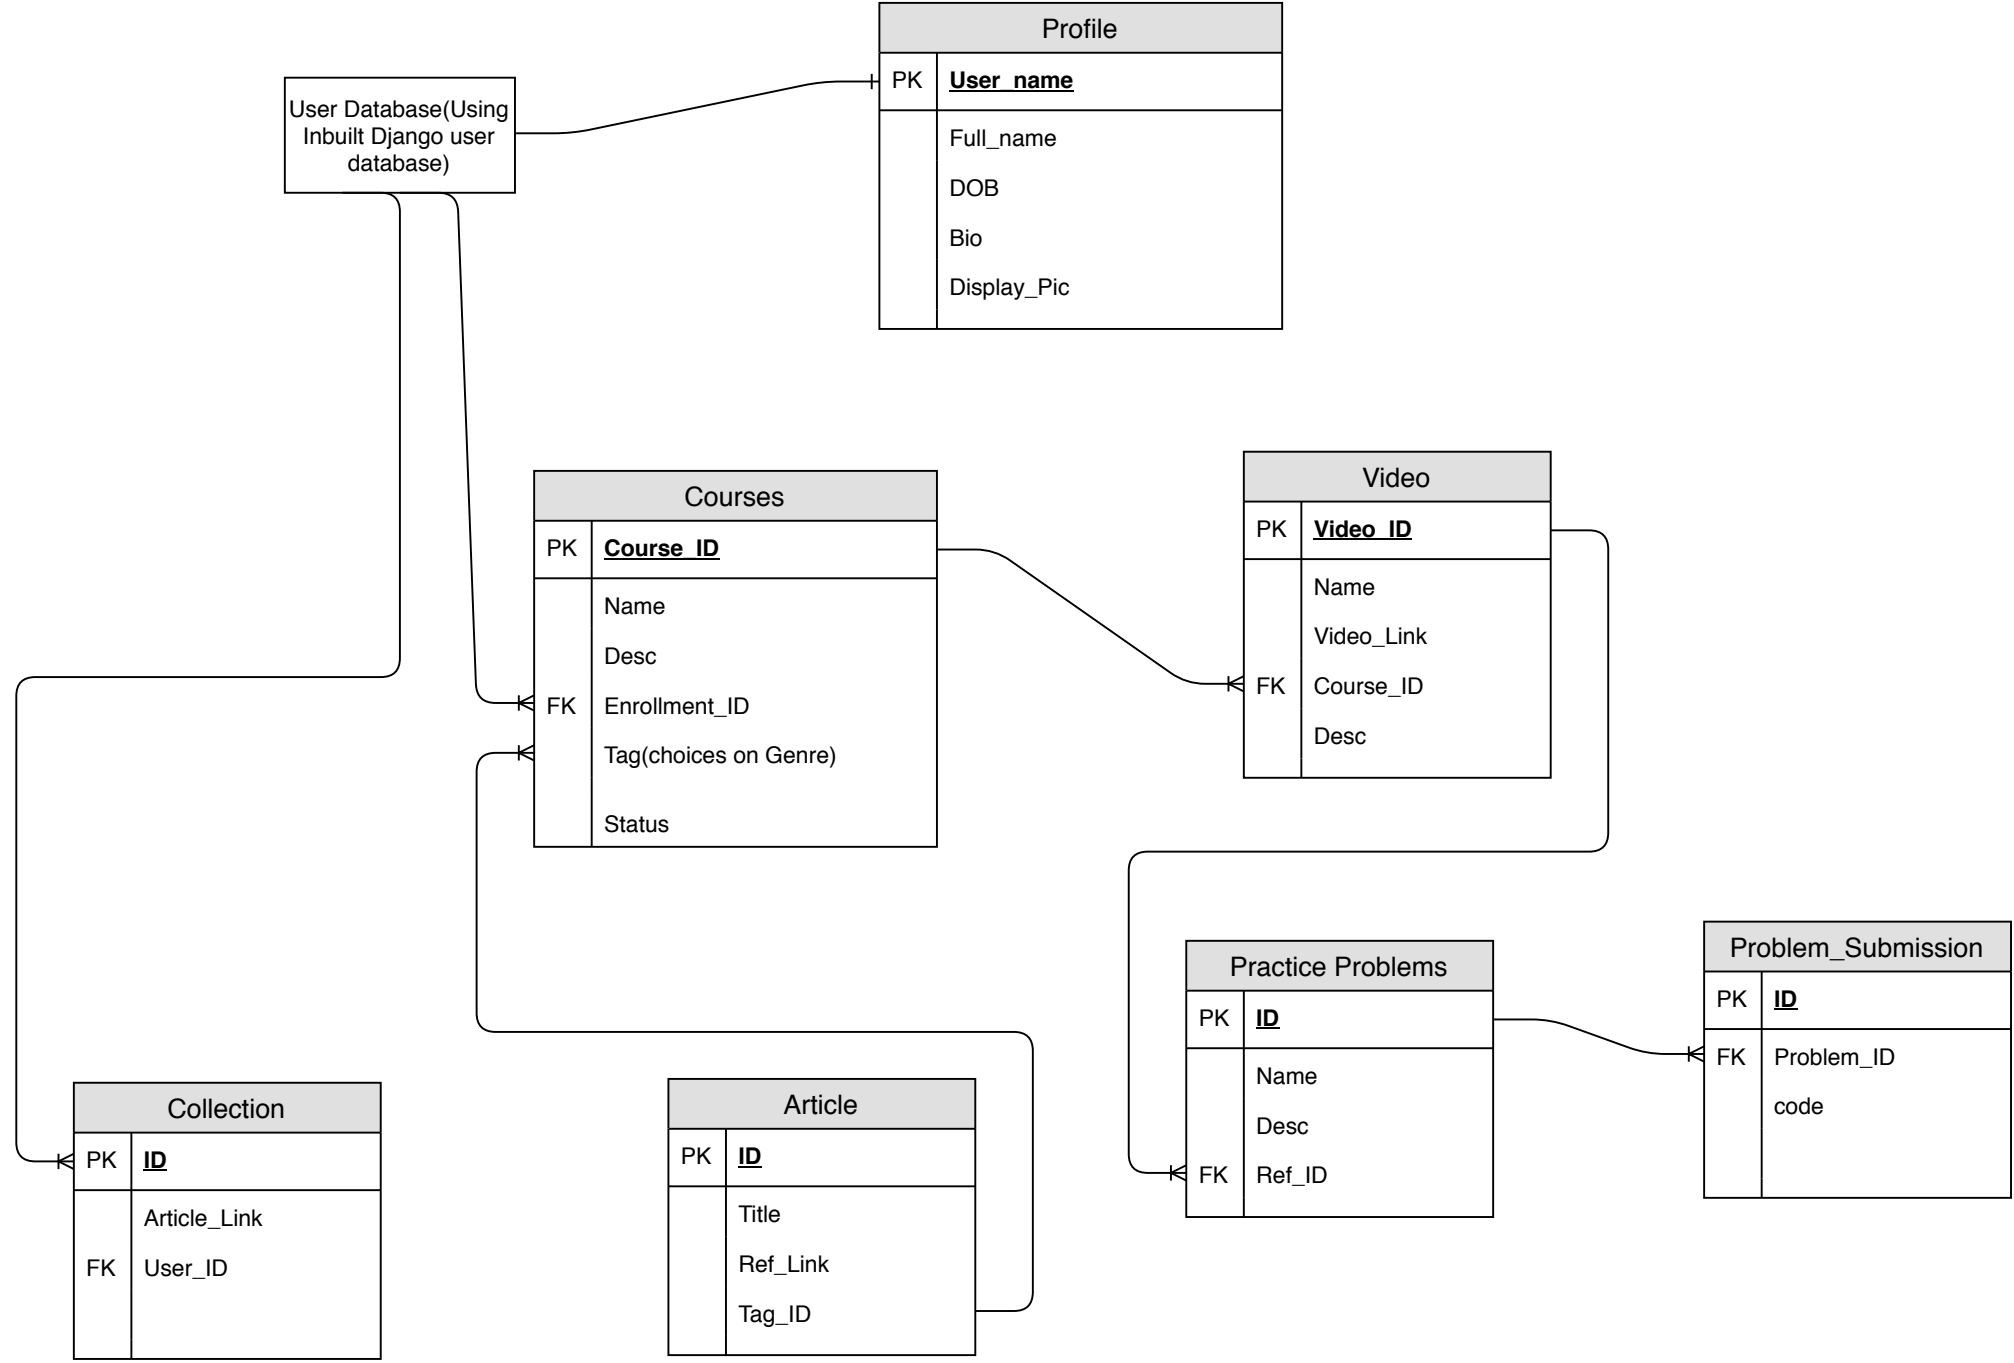 Profile
PK User_name
Full_name
DOB
Bio
Display_Pic
User Database(Using
Inbuilt Django user
database)
Courses
PK Course_ID
Name
Desc
FK Enrollment_ID
Tag(choices on Genre)
Status
Video
PK Video_ID
Name
Video_Link
FK Course_ID
Desc
Practice Problems
PK ID
Name
Desc
FK Ref_ID
Problem_Submission
PK ID
FK Problem_ID
code
Collection
PK ID
Article_Link
FK User_ID
Article
PK ID
Title
Ref_Link
Tag_ID